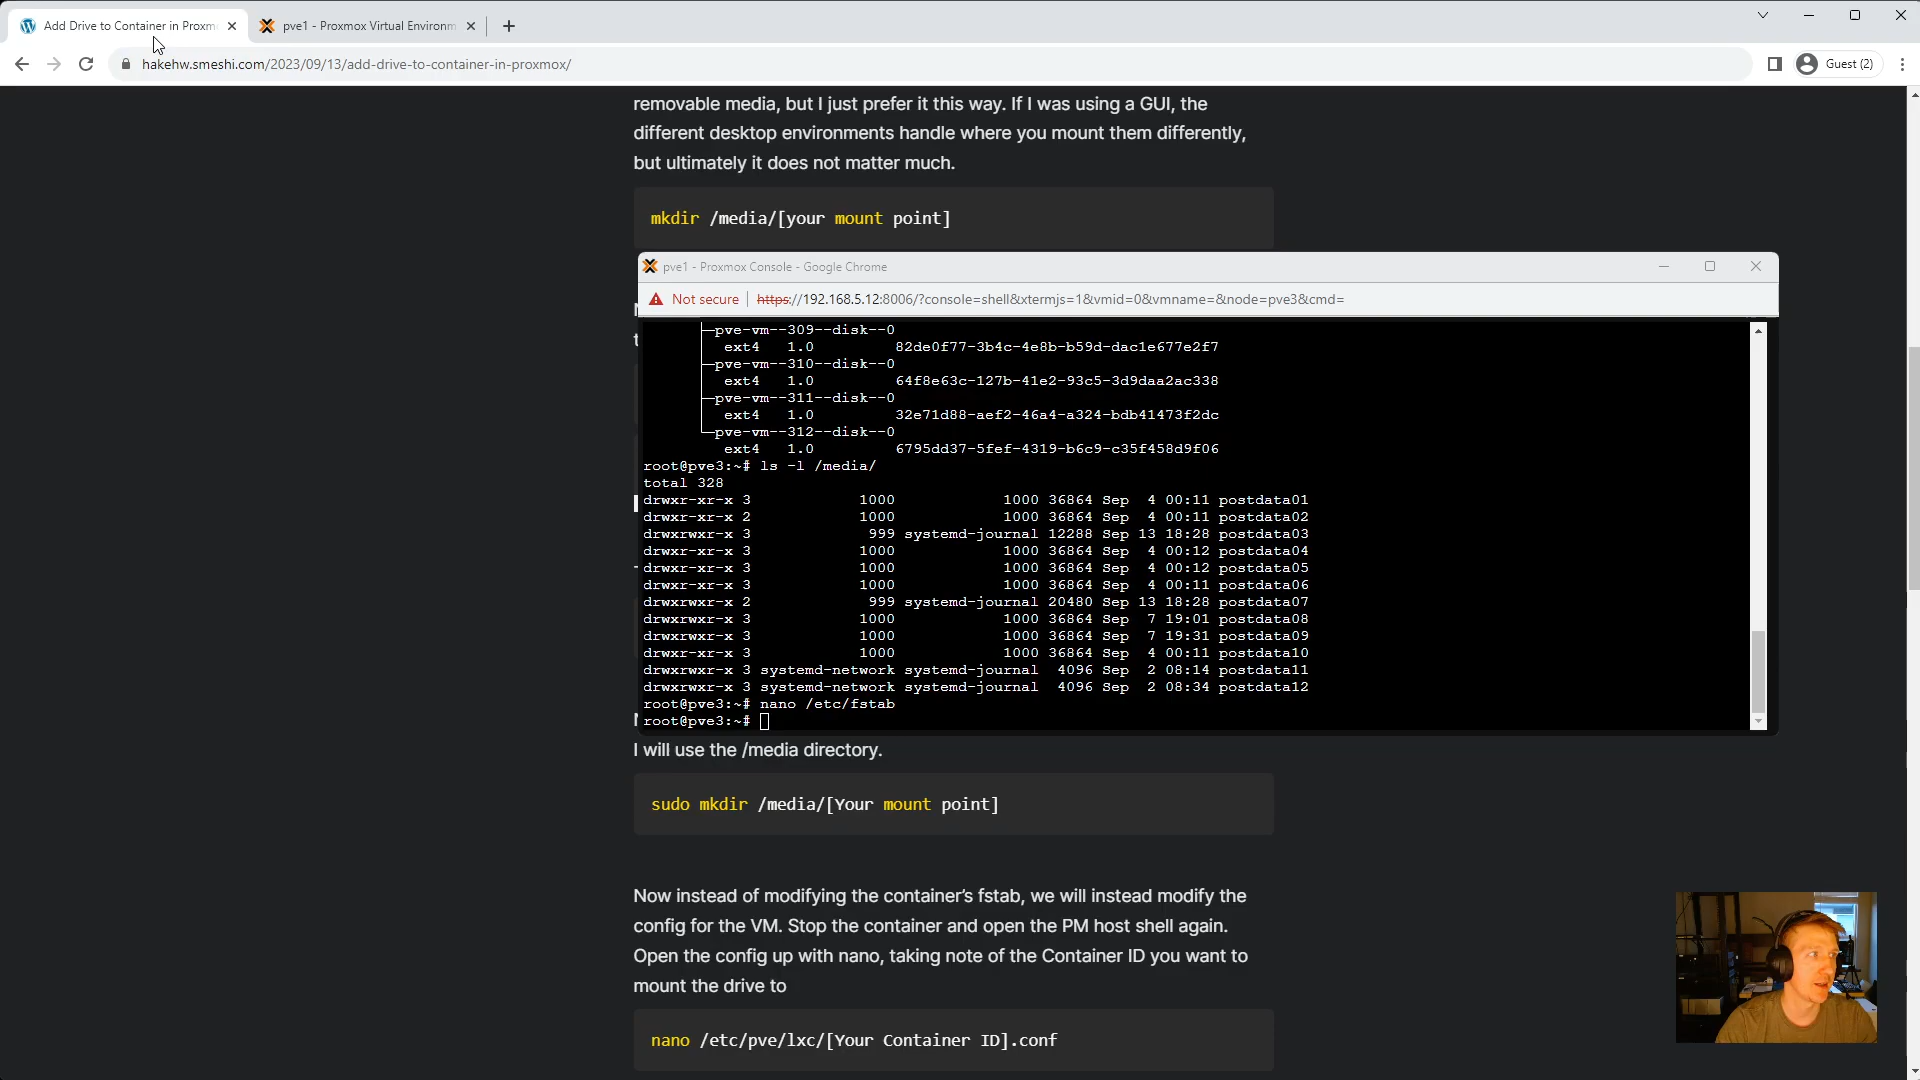 Add Drive to Container in Proxm
pve1 - Proxmox Virtual Environm
hakehw.smeshi.com/2023/09/13/add-drive-to-container-in-proxmox/
Guest (2)
removable media, but I just prefer it this way. If I was using a GUI, the
different desktop environments handle where you mount them differently,
but ultimately it does not matter much.
mkdir /media/[your mount point]
pve1 - Proxmox Console - Google Chrome
Not secure
https://192.168.5.12:8006/?console=shell&xtermjs=1&vmid=0&vmname=&node=pve3&cmd=
├─pve-vm--309--disk--0
ext4 1.0 82de0f77-3b4c-4e8b-b59d-dac1e677e2f7
├─pve-vm--310--disk--0
ext4 1.0 64f8e63c-127b-41e2-93c5-3d9daa2ac338
├─pve-vm--311--disk--0
ext4 1.0 32e71d88-aef2-46a4-a324-bdb41473f2dc
└─pve-vm--312--disk--0
ext4 1.0 6795dd37-5fef-4319-b6c9-c35f458d9f06
root@pve3:~# ls -l /media/
total 328
drwxr-xr-x 3 1000 1000 36864 Sep 4 00:11 postdata01
drwxr-xr-x 2 1000 1000 36864 Sep 4 00:11 postdata02
drwxrwxr-x 3 999 systemd-journal 12288 Sep 13 18:28 postdata03
drwxr-xr-x 3 1000 1000 36864 Sep 4 00:12 postdata04
drwxr-xr-x 3 1000 1000 36864 Sep 4 00:12 postdata05
drwxr-xr-x 3 1000 1000 36864 Sep 4 00:11 postdata06
drwxrwxr-x 2 999 systemd-journal 20480 Sep 13 18:28 postdata07
drwxrwxr-x 3 1000 1000 36864 Sep 7 19:01 postdata08
drwxrwxr-x 3 1000 1000 36864 Sep 7 19:31 postdata09
drwxrwxr-x 3 1000 1000 36864 Sep 4 00:11 postdata10
drwxrwxr-x 3 systemd-network systemd-journal 4096 Sep 2 08:14 postdata11
drwxrwxr-x 3 systemd-network systemd-journal 4096 Sep 2 08:34 postdata12
root@pve3:~# nano /etc/fstab
root@pve3:~#
I will use the /media directory.
sudo mkdir /media/[Your mount point]
Now instead of modifying the container’s fstab, we will instead modify the
config for the VM. Stop the container and open the PM host shell again.
Open the config up with nano, taking note of the Container ID you want to
mount the drive to
nano /etc/pve/lxc/[Your Container ID].conf